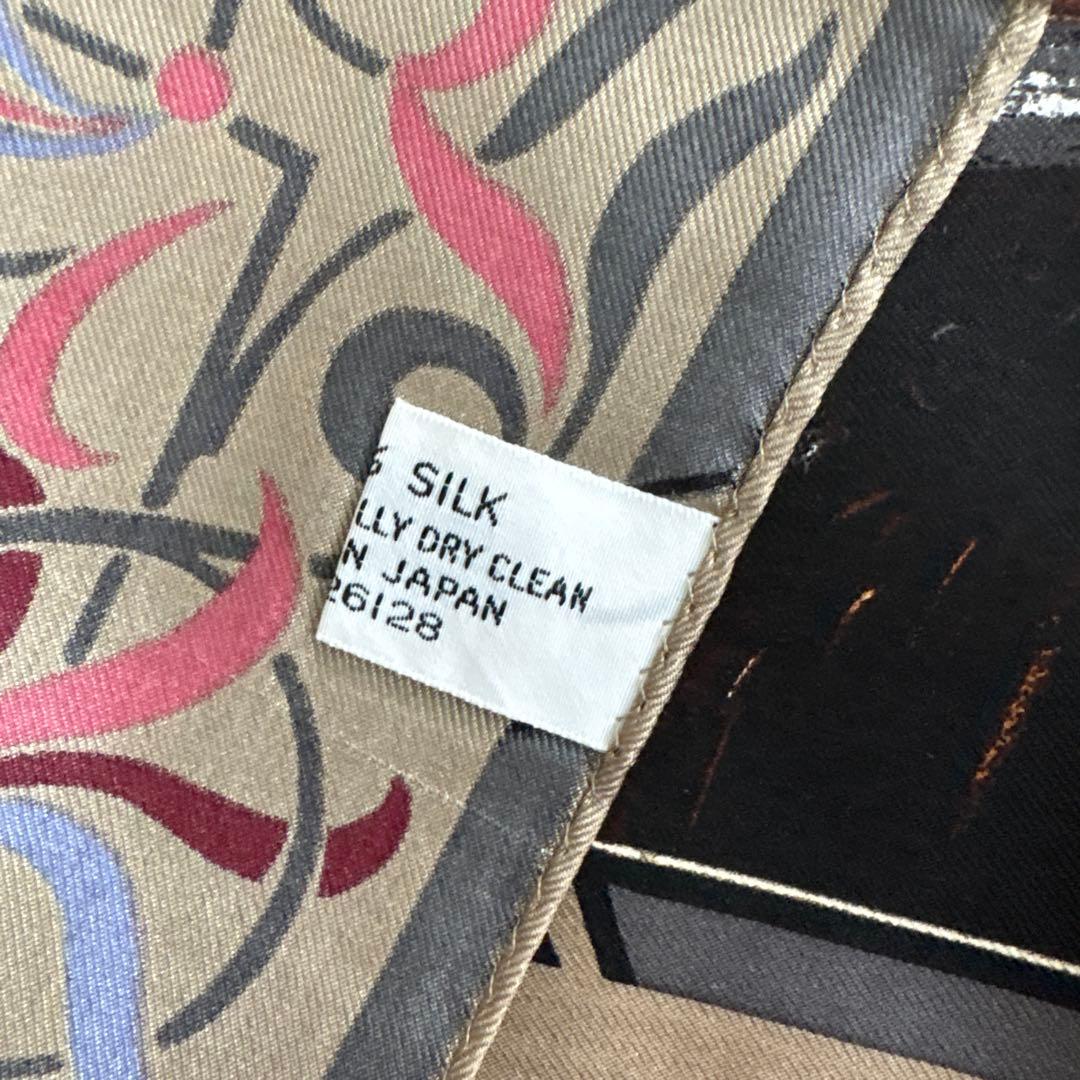 % SILK
LLY DRY CLEAN
N JAPAN
26128